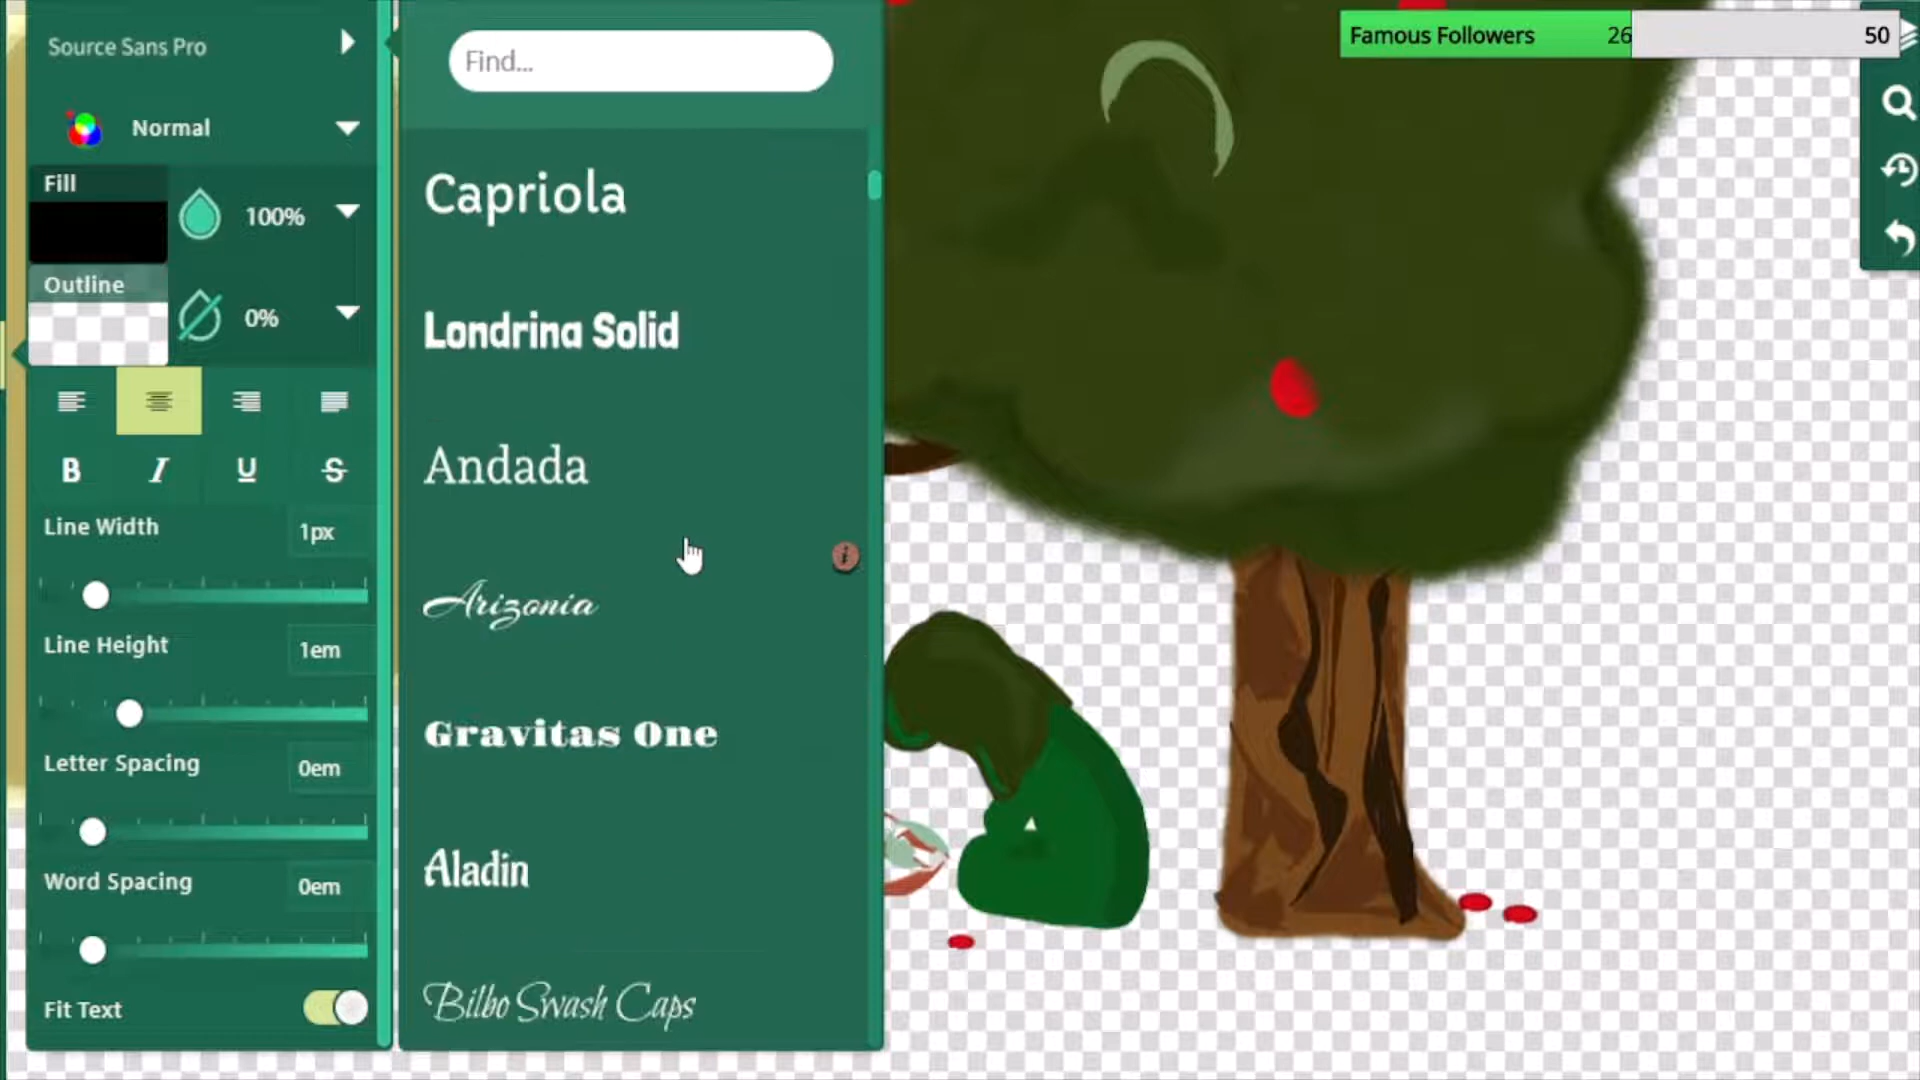 Source Sans Pro
Normal
Fill
100%
Outline
0%
B I U S
Line Width 1px
Line Height 1em
Letter Spacing 0em
Word Spacing 0em
Fit Text
Find...
Capriola
Londrina Solid
Andada
i
Arizonia
Gravitas One
Aladin
Bilbo Swash Caps
Famous Followers 26 50